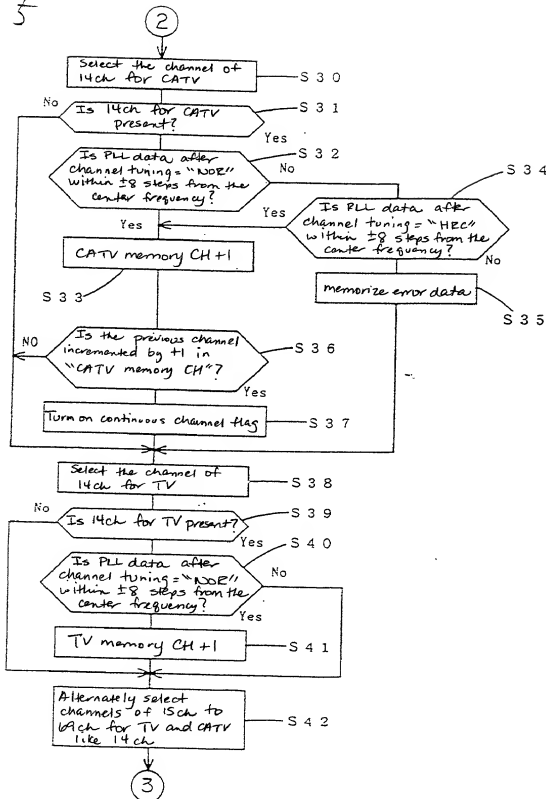 5
2
Select the channel of
14ch for CATV
S30
No
Is 14ch for CATV
present?
S31
Yes
Is PLL data after
channel tuning = "NOR"
within ±8 steps from the
center frequency?
S32
No
Yes
Is PLL data after
channel tuning = "HRC"
within ±8 steps from the
center frequency?
S34
Yes
No
CATV memory CH +1
S33
memorize error data
S35
Is the previous channel
incremented by +1 in
"CATV memory CH"?
S36
NO
Yes
Turn on continuous channel flag
S37
Select the channel of
14ch for TV
S38
No
Is 14ch for TV present?
S39
Yes
Is PLL data after
channel tuning = "NOR"
within ±8 steps from the
center frequency?
S40
No
Yes
TV memory CH +1
S41
Alternately select
channels of 15ch to
69ch for TV and CATV
like 14ch
S42
3